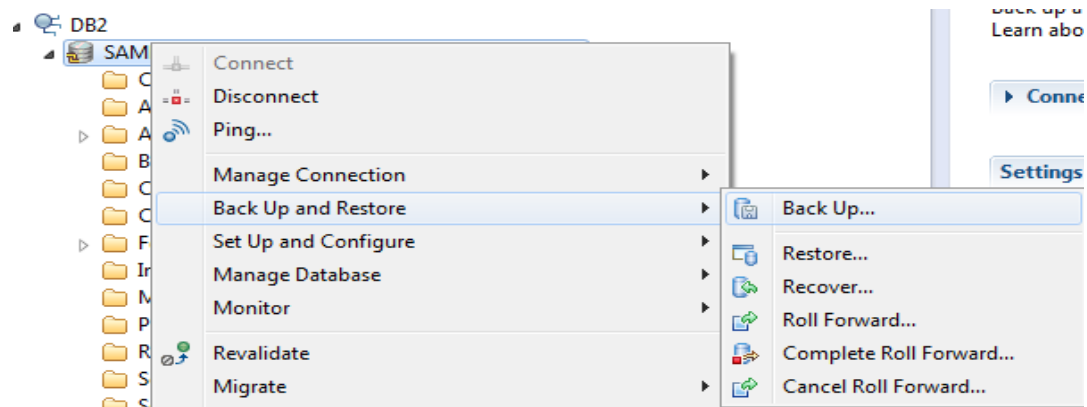 DB2
SAM
Learn abo
Connect
Disconnect
Ping...
Manage Connection
Back Up and Restore
Set Up and Configure
Manage Database
Monitor
Revalidate
Migrate
Back Up...
Restore...
Recover...
Roll Forward...
Complete Roll Forward...
Cancel Roll Forward...
Conne
Settings